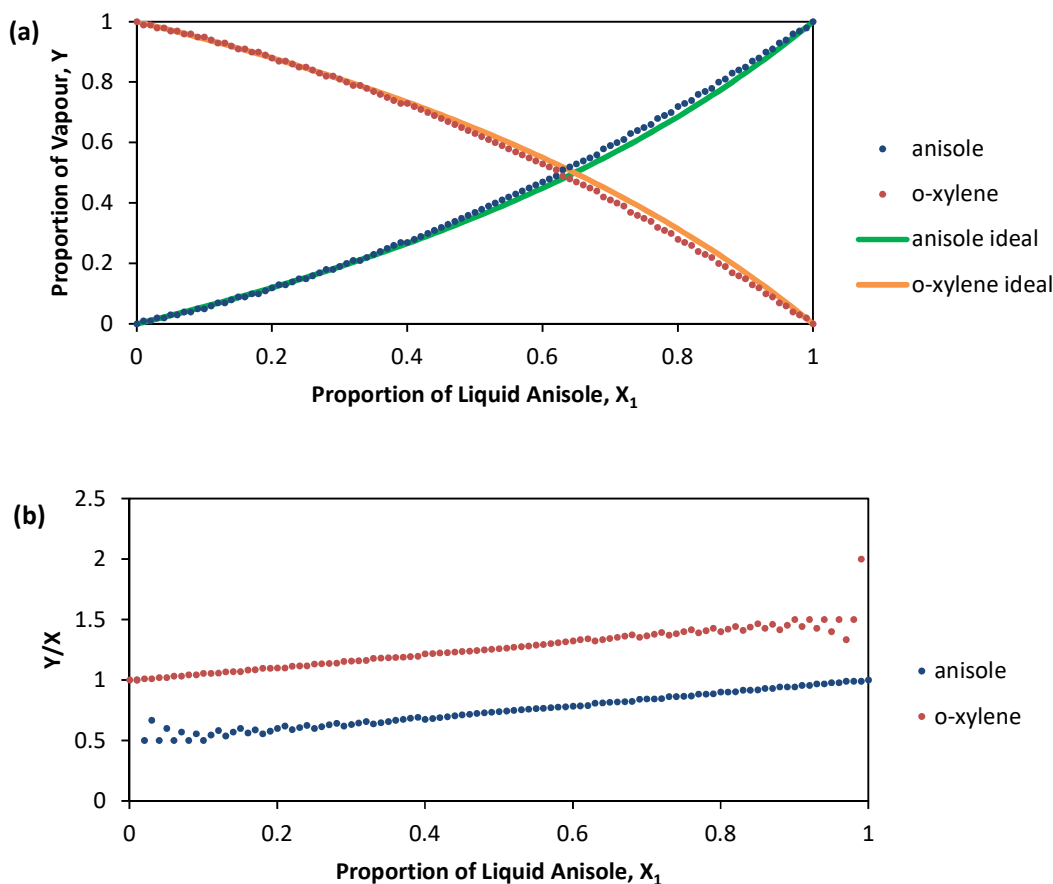 (a)
Proportion of Vapour, Y
1
0.8
0.6
0.4
0.2
0
0 0.2 0.4 0.6 0.8 1
Proportion of Liquid Anisole, X₁
anisole
o-xylene
anisole ideal
o-xylene ideal
(b)
Y/X
2.5
2
1.5
1
0.5
0
0 0.2 0.4 0.6 0.8 1
Proportion of Liquid Anisole, X₁
anisole
o-xylene